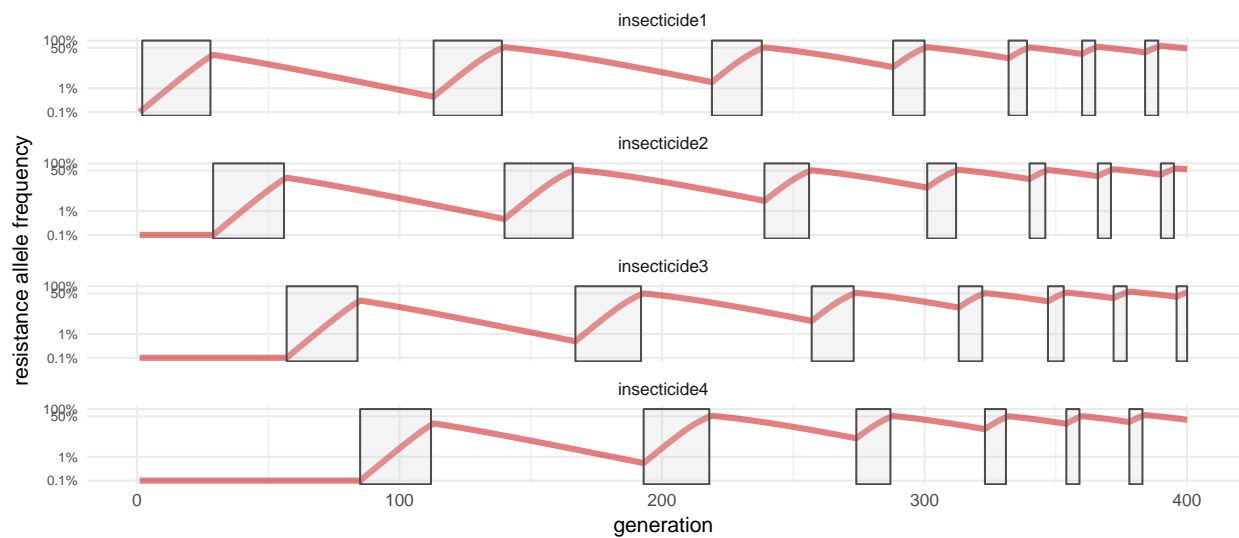 insecticide1
100%
50%
1%
0.1%
insecticide2
100%
50%
1%
0.1%
insecticide3
100%
50%
1%
0.1%
insecticide4
100%
50%
1%
0.1%
0 100 200 300 400
generation
resistance allele frequency